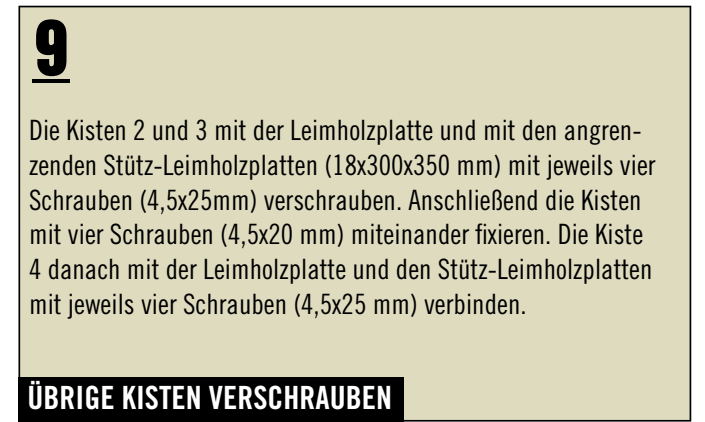 9
Die Kisten 2 und 3 mit der Leimholzplatte und mit den angren-
zenden Stütz-Leimholzplatten (18x300x350 mm) mit jeweils vier
Schrauben (4,5x25mm) verschrauben. Anschließend die Kisten
mit vier Schrauben (4,5x20 mm) miteinander fixieren. Die Kiste
4 danach mit der Leimholzplatte und den Stütz-Leimholzplatten
mit jeweils vier Schrauben (4,5x25 mm) verbinden.
ÜBRIGE KISTEN VERSCHRAUBEN